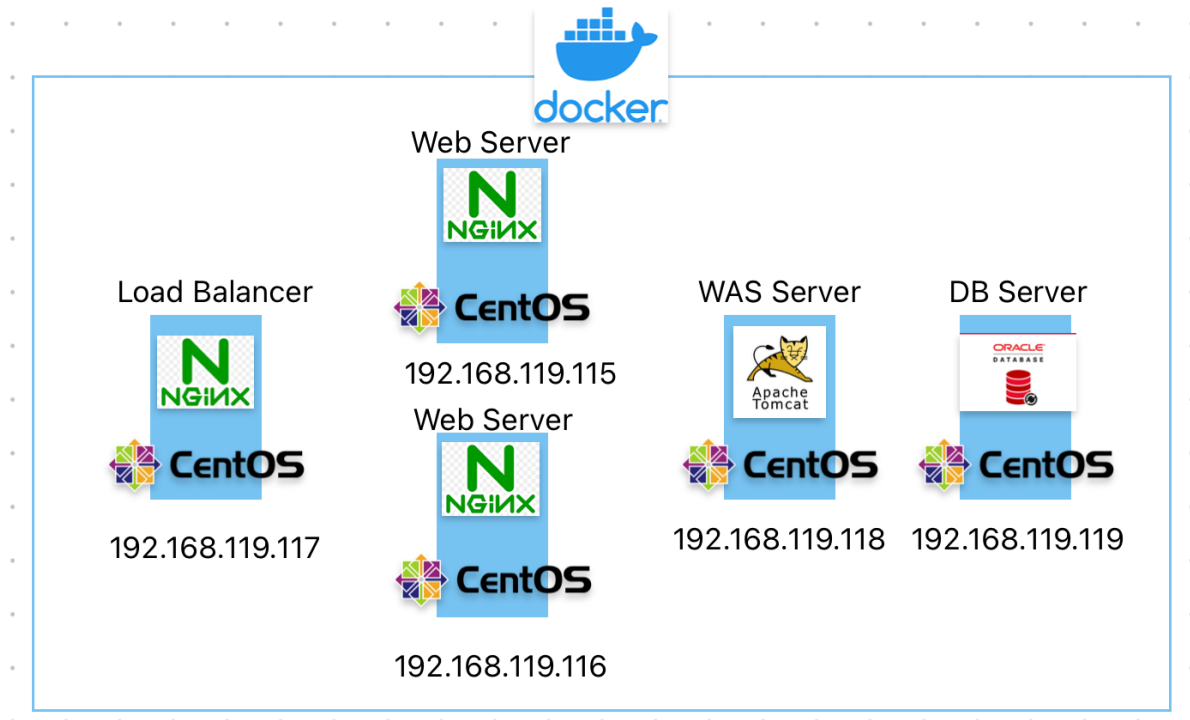 docker
Web Server
NGINX
CentOS
192.168.119.115
Load Balancer
NGINX
CentOS
192.168.119.117
Web Server
NGINX
CentOS
192.168.119.116
WAS Server
Apache
Tomcat
CentOS
192.168.119.118
DB Server
ORACLE
DATABASE
CentOS
192.168.119.119